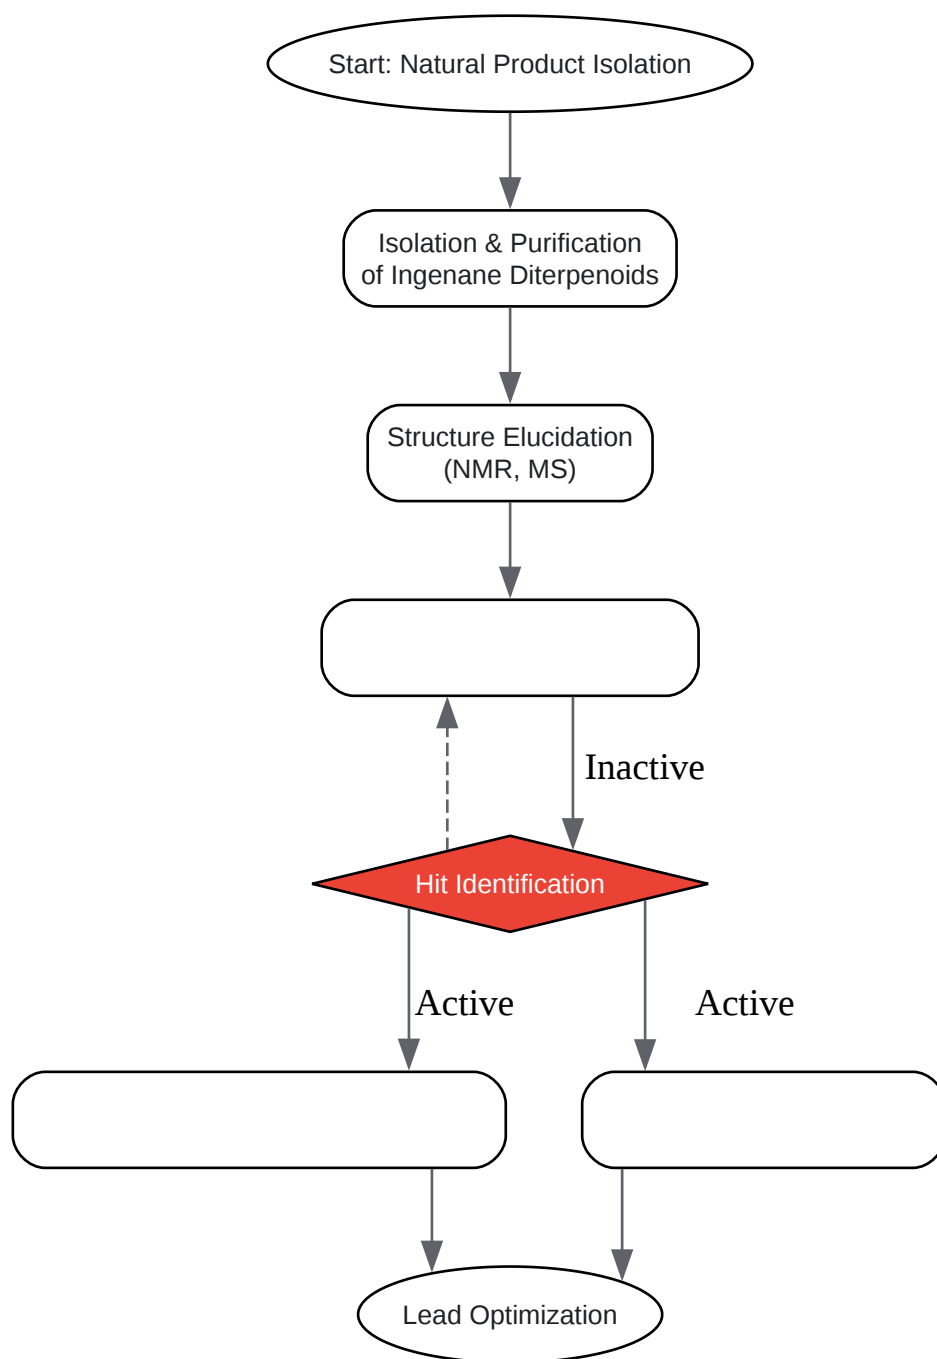 Start: Natural Product Isolation
Isolation & Purification
of Ingenane Diterpenoids
Structure Elucidation
(NMR, MS)
Inactive
Hit Identification
Active
Active
Lead Optimization